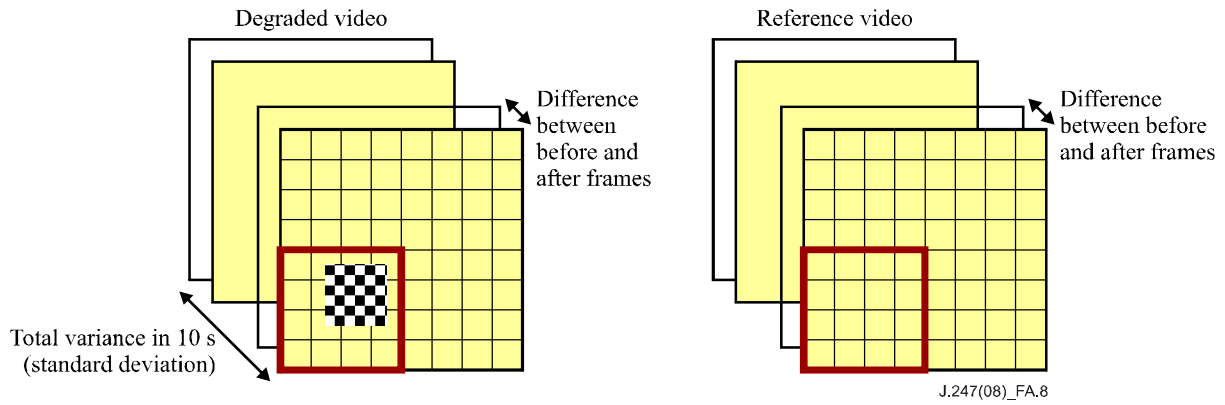 Degraded video
Difference
between
before and
after frames
Total variance in 10 s
(standard deviation)
Reference video
Difference
between before
and after frames
J.247(08)_FA.8